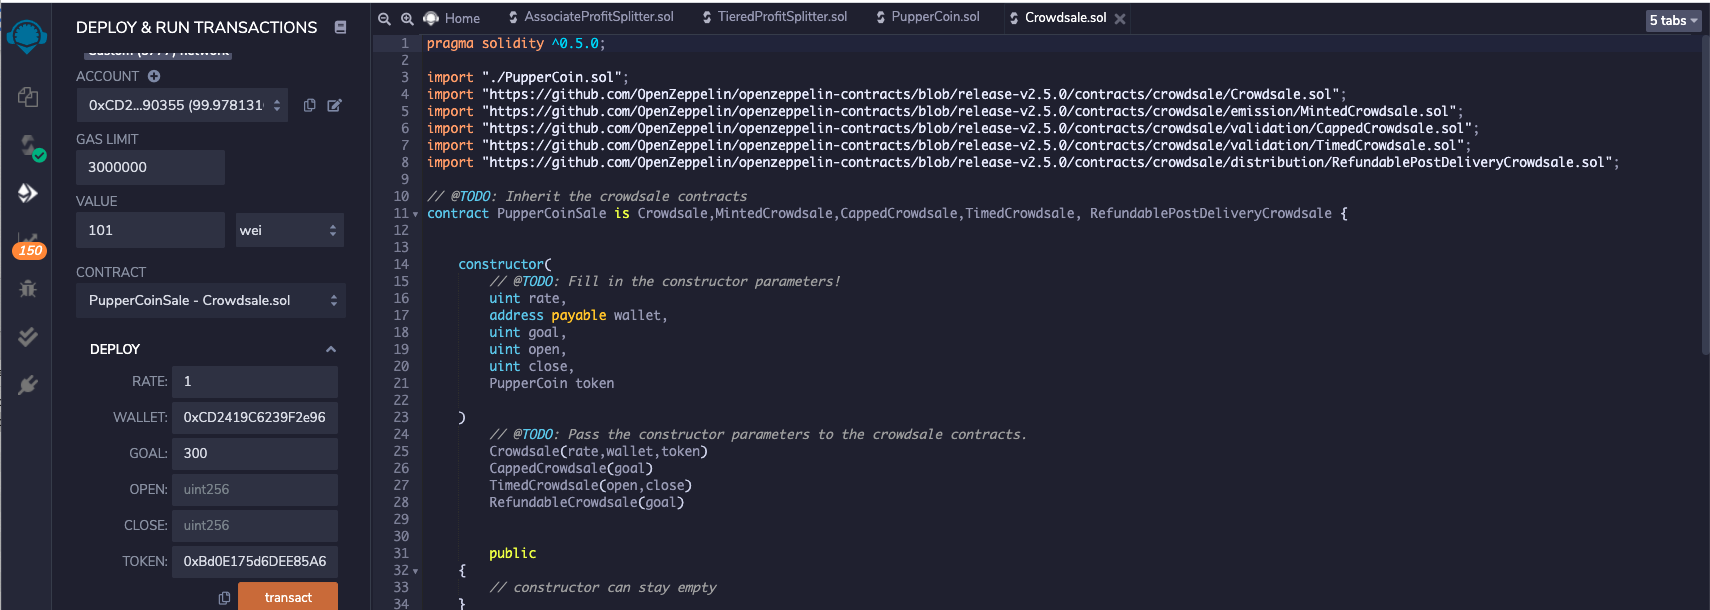 DEPLOY & RUN TRANSACTIONS
Custom (5777) network
ACCOUNT
0xCD2...90355 (99.978131
GAS LIMIT
3000000
VALUE
101
wei
150
CONTRACT
PupperCoinSale - Crowdsale.sol
DEPLOY
RATE: 1
WALLET: 0xCD2419C6239F2e96
GOAL: 300
OPEN: uint256
CLOSE: uint256
TOKEN: 0xBd0E175d6DEE85A6
transact
Home AssociateProfitSplitter.sol TieredProfitSplitter.sol PupperCoin.sol Crowdsale.sol 5 tabs
1 pragma solidity ^0.5.0;
2
3 import "./PupperCoin.sol";
4 import "https://github.com/OpenZeppelin/openzeppelin-contracts/blob/release-v2.5.0/contracts/crowdsale/Crowdsale.sol";
5 import "https://github.com/OpenZeppelin/openzeppelin-contracts/blob/release-v2.5.0/contracts/crowdsale/emission/MintedCrowdsale.sol";
6 import "https://github.com/OpenZeppelin/openzeppelin-contracts/blob/release-v2.5.0/contracts/crowdsale/validation/CappedCrowdsale.sol";
7 import "https://github.com/OpenZeppelin/openzeppelin-contracts/blob/release-v2.5.0/contracts/crowdsale/validation/TimedCrowdsale.sol";
8 import "https://github.com/OpenZeppelin/openzeppelin-contracts/blob/release-v2.5.0/contracts/crowdsale/distribution/RefundablePostDeliveryCrowdsale.sol";
9
10 // @TODO: Inherit the crowdsale contracts
11 contract PupperCoinSale is Crowdsale,MintedCrowdsale,CappedCrowdsale,TimedCrowdsale, RefundablePostDeliveryCrowdsale {
12
13
14 constructor(
15 // @TODO: Fill in the constructor parameters!
16 uint rate,
17 address payable wallet,
18 uint goal,
19 uint open,
20 uint close,
21 PupperCoin token
22
23 )
24 // @TODO: Pass the constructor parameters to the crowdsale contracts.
25 Crowdsale(rate,wallet,token)
26 CappedCrowdsale(goal)
27 TimedCrowdsale(open,close)
28 RefundableCrowdsale(goal)
29
30
31 public
32 {
33 // constructor can stay empty
34 }